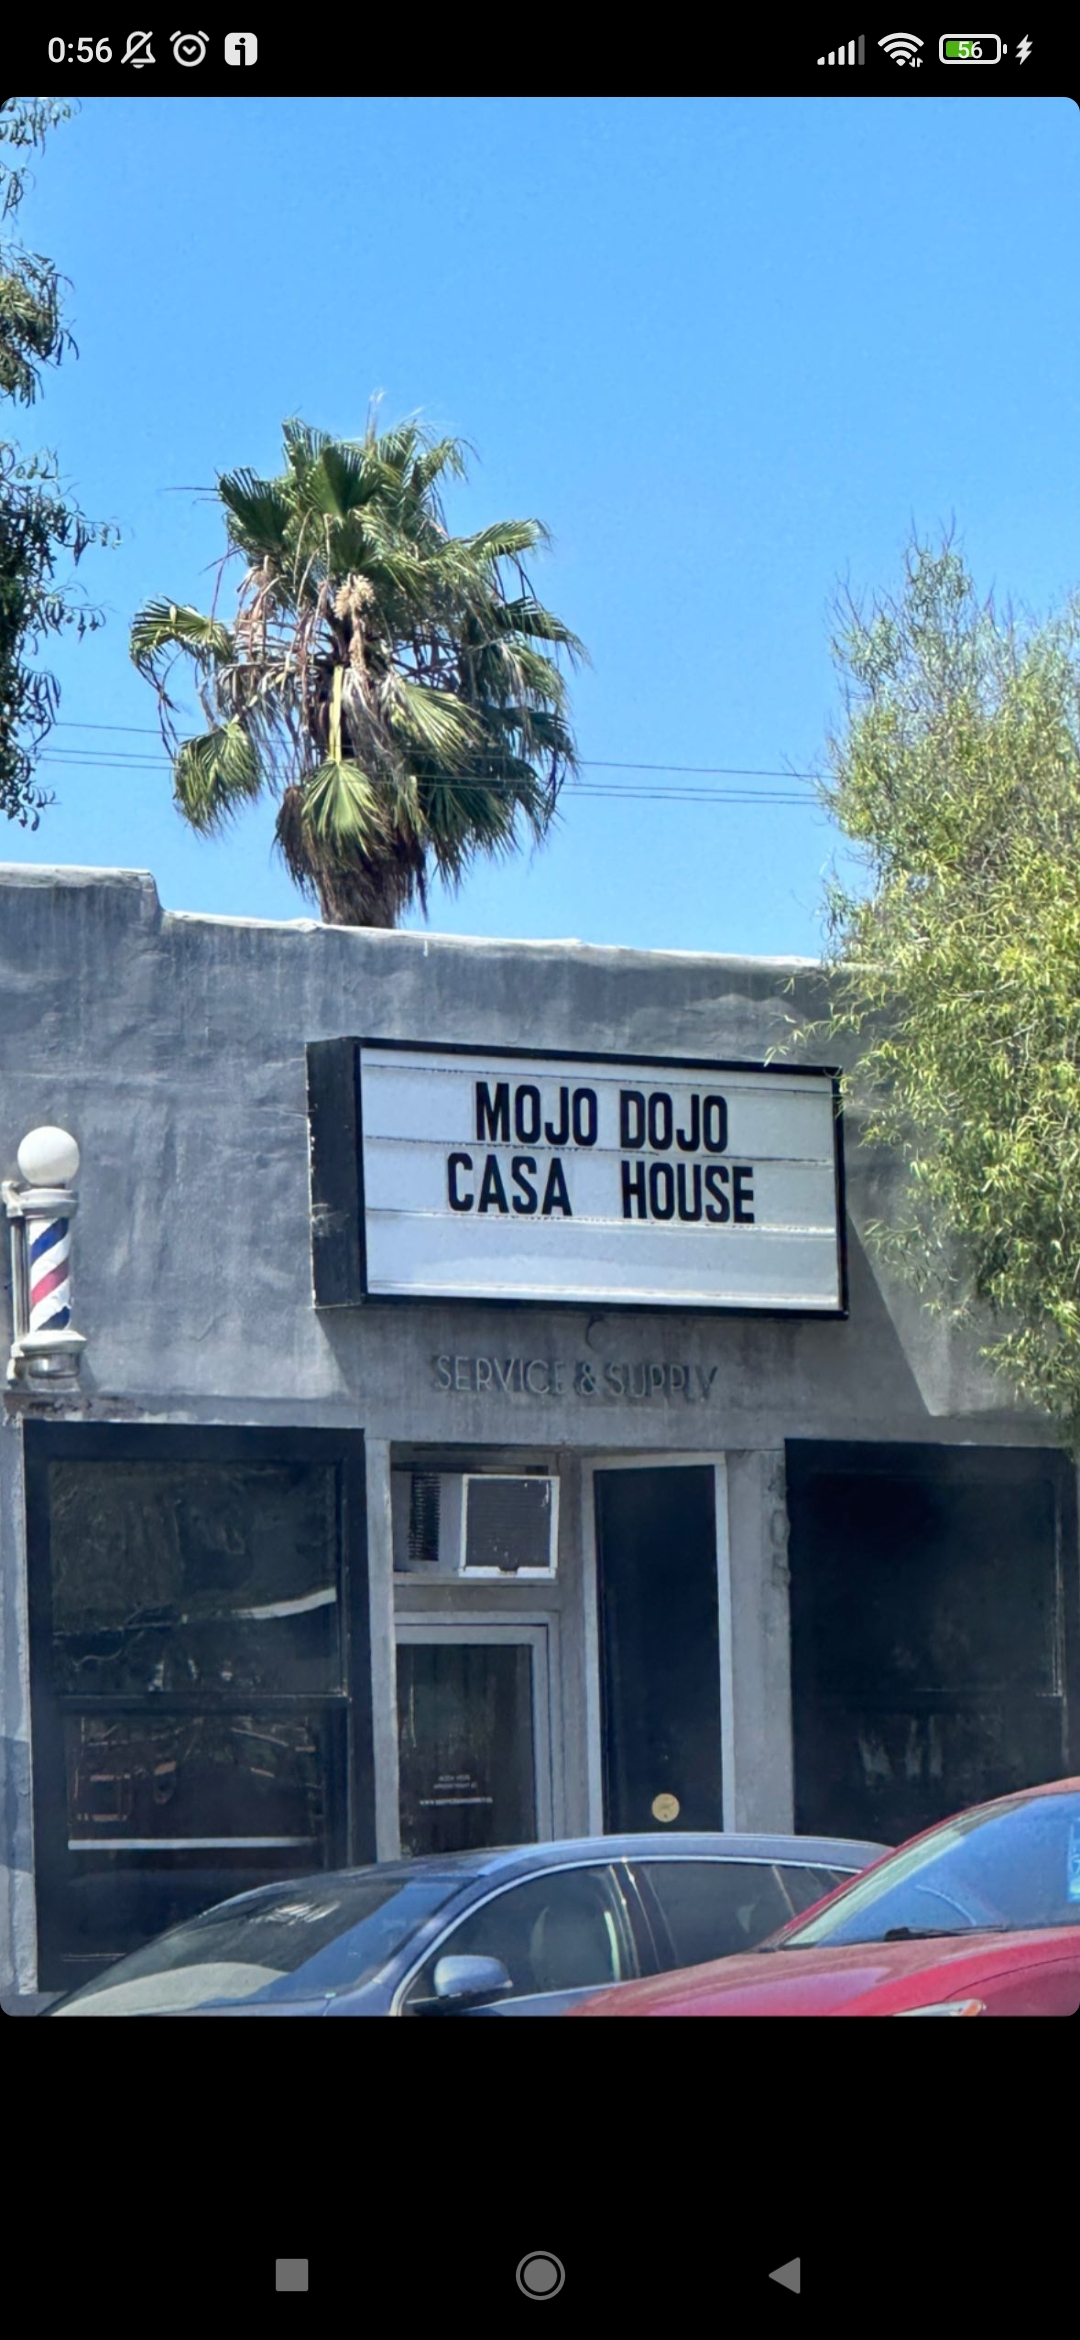 0:56
56
MOJO DOJO
CASA HOUSE
SERVICE & SUPPLY